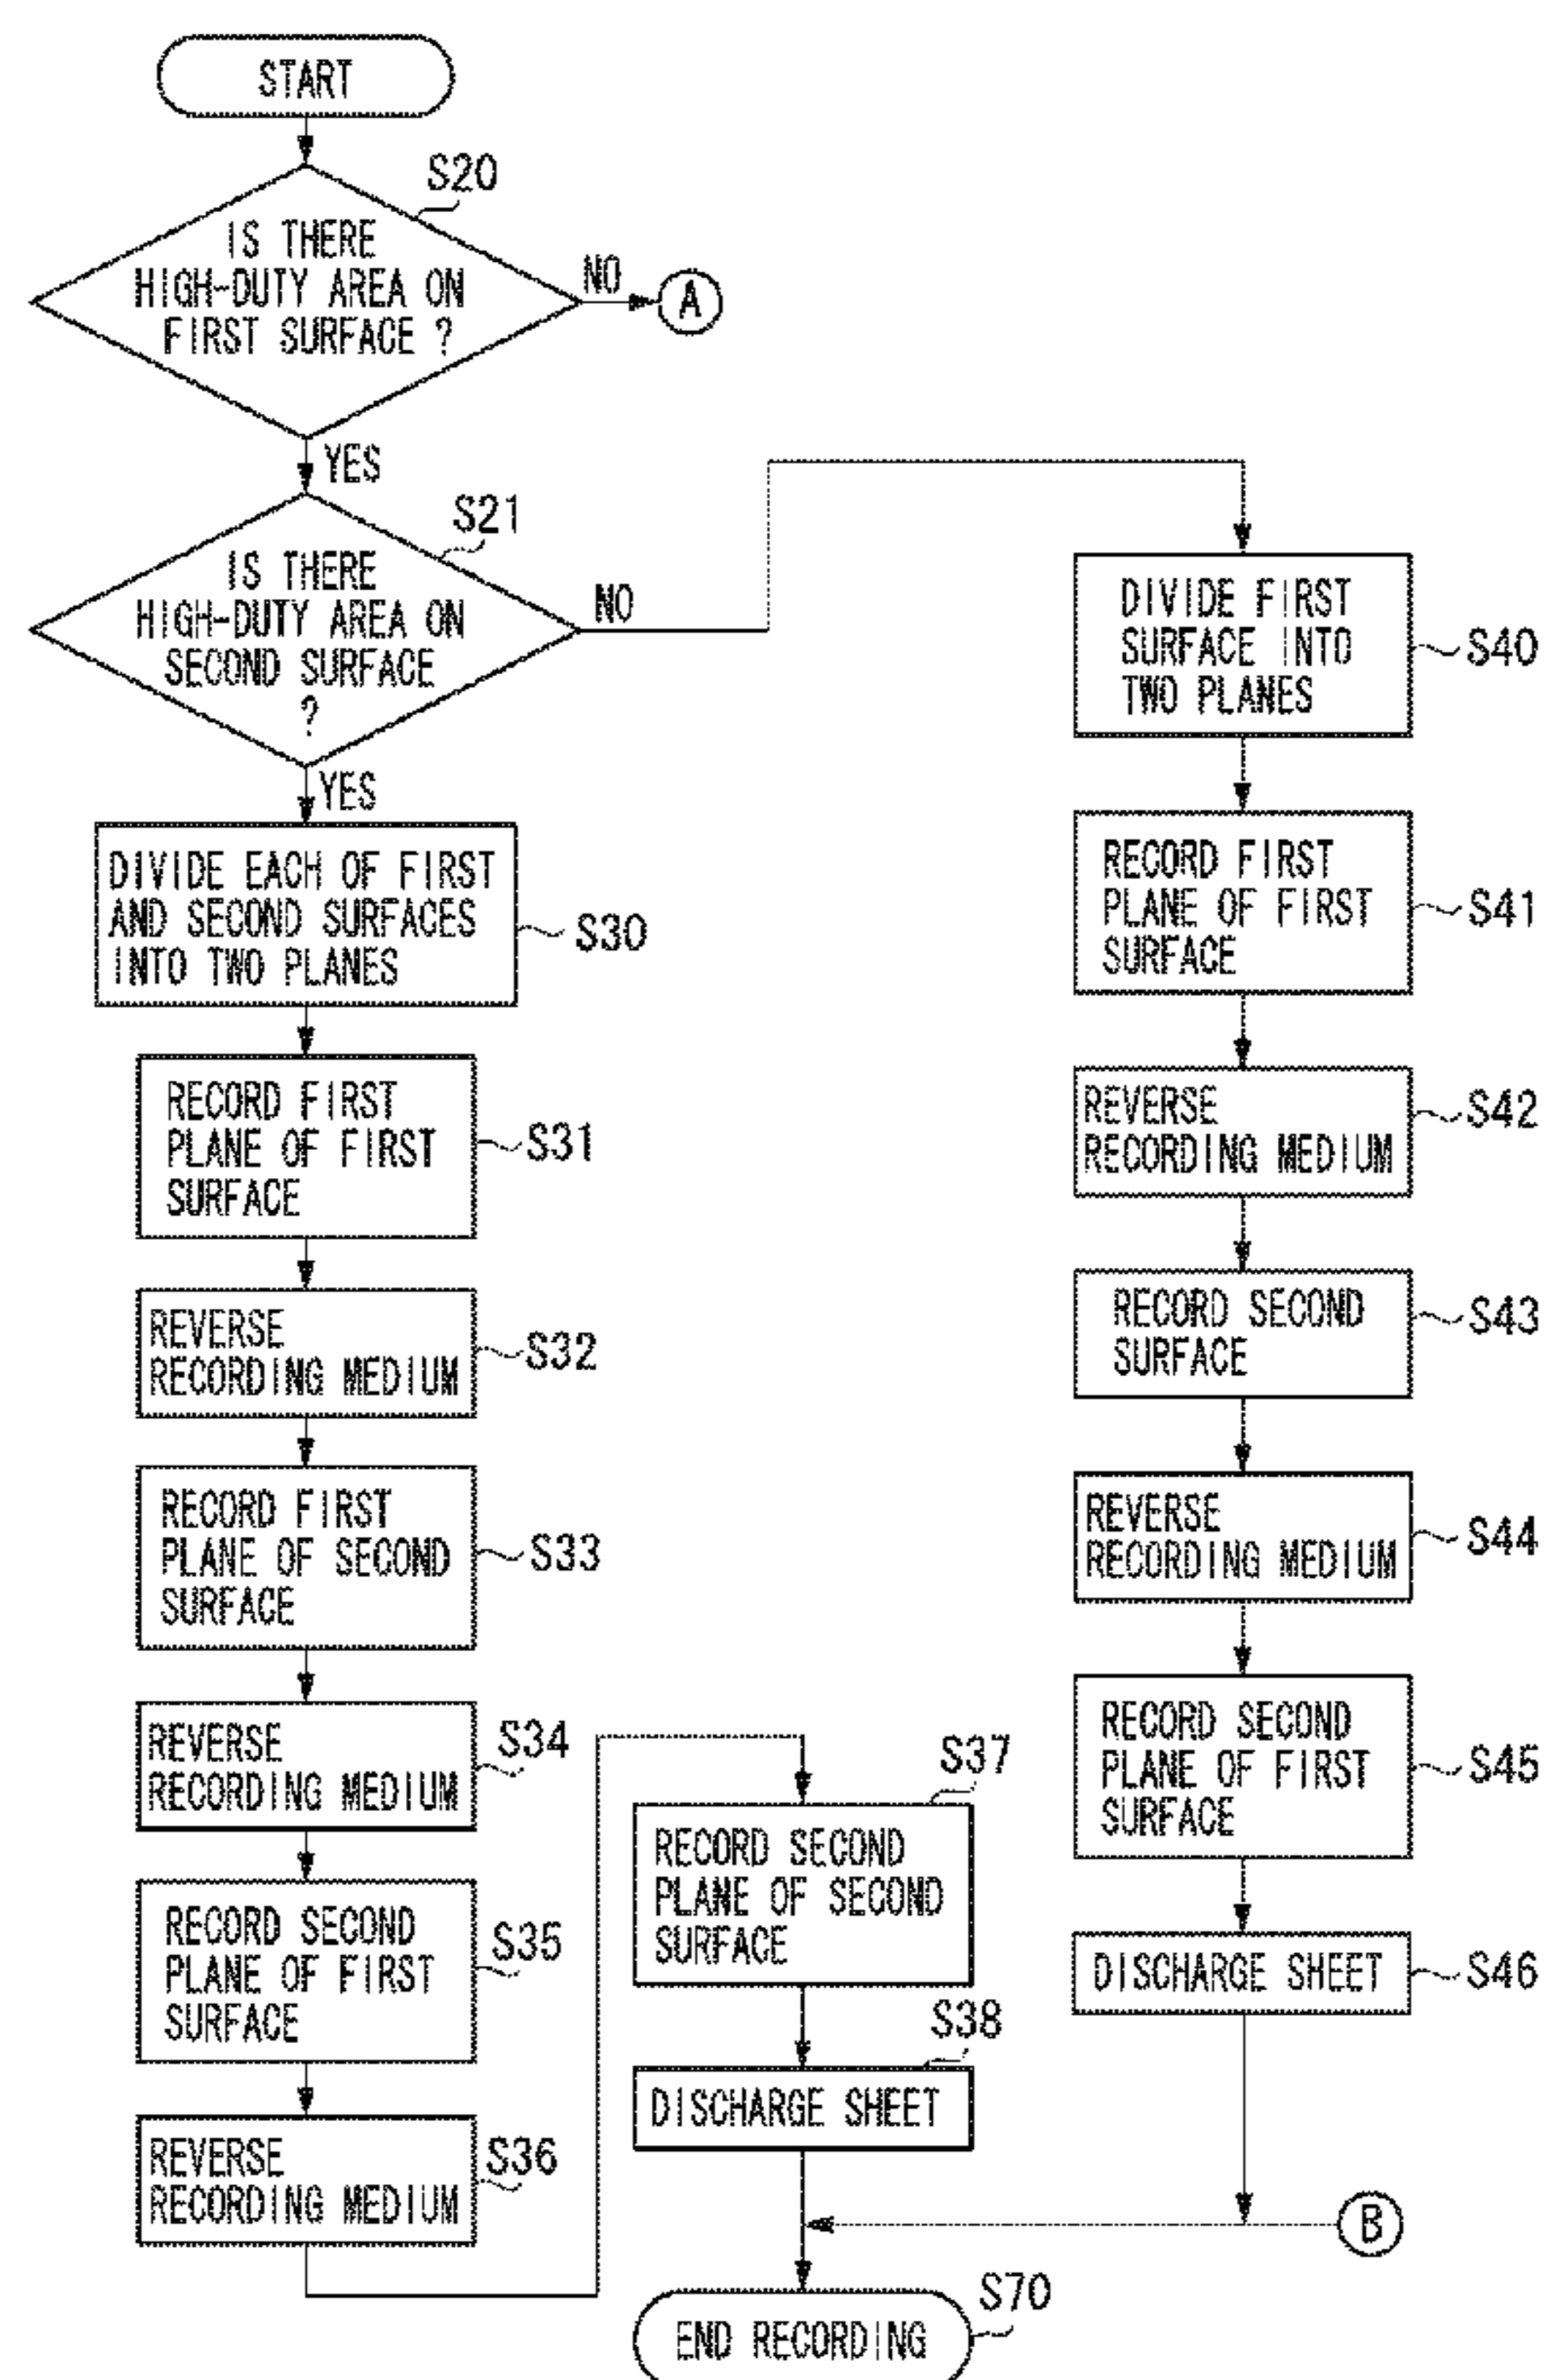 START
S20
IS THERE
HIGH-DUTY AREA ON
FIRST SURFACE ?
NO
A
YES
S21
IS THERE
HIGH-DUTY AREA ON
SECOND SURFACE
?
NO
YES
DIVIDE EACH OF FIRST
AND SECOND SURFACES
INTO TWO PLANES
S30
RECORD FIRST
PLANE OF FIRST
SURFACE
S31
REVERSE
RECORDING MEDIUM
S32
RECORD FIRST
PLANE OF SECOND
SURFACE
S33
REVERSE
RECORDING MEDIUM
S34
RECORD SECOND
PLANE OF FIRST
SURFACE
S35
REVERSE
RECORDING MEDIUM
S36
S37
RECORD SECOND
PLANE OF SECOND
SURFACE
S38
DISCHARGE SHEET
DIVIDE FIRST
SURFACE INTO
TWO PLANES
S40
RECORD FIRST
PLANE OF FIRST
SURFACE
S41
REVERSE
RECORDING MEDIUM
S42
RECORD SECOND
SURFACE
S43
REVERSE
RECORDING MEDIUM
S44
RECORD SECOND
PLANE OF FIRST
SURFACE
S45
DISCHARGE SHEET
S46
B
S70
END RECORDING